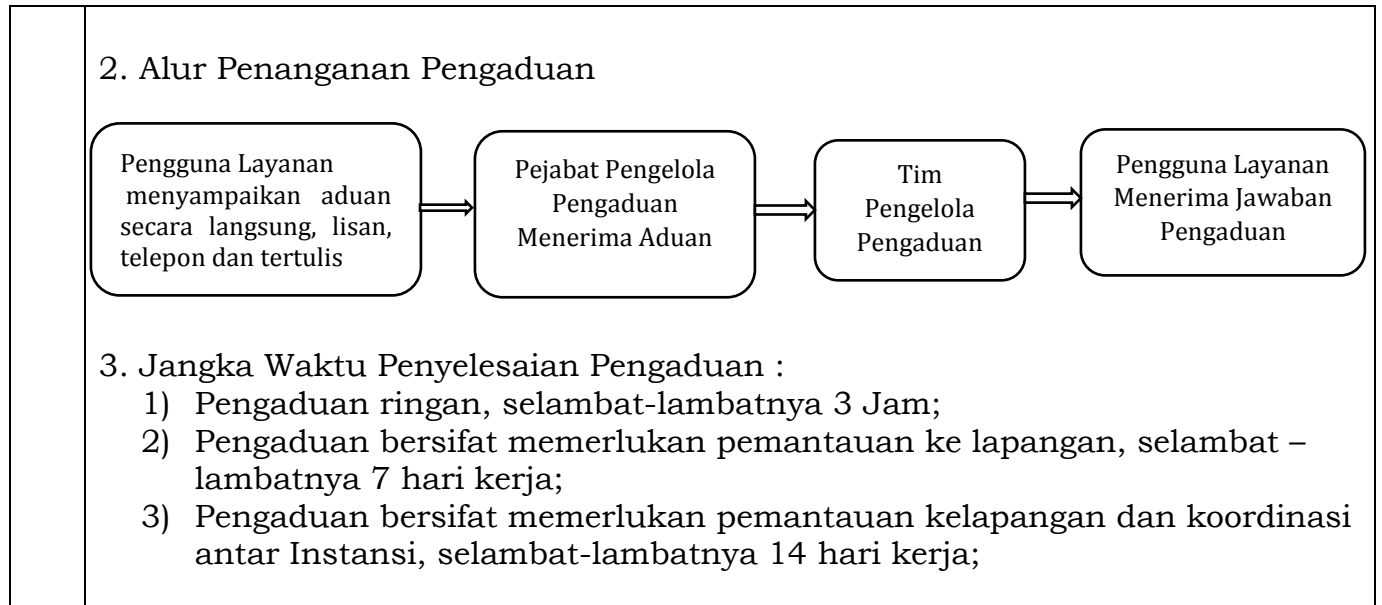 2. Alur Penanganan Pengaduan
Pengguna Layanan
menyampaikan aduan
secara langsung, lisan,
telepon dan tertulis
Pejabat Pengelola
Pengaduan
Menerima Aduan
Tim
Pengelola
Pengaduan
Pengguna Layanan
Menerima Jawaban
Pengaduan
3. Jangka Waktu Penyelesaian Pengaduan :
1) Pengaduan ringan, selambat-lambatnya 3 Jam;
2) Pengaduan bersifat memerlukan pemantauan ke lapangan, selambat –
lambatnya 7 hari kerja;
3) Pengaduan bersifat memerlukan pemantauan kelapangan dan koordinasi
antar Instansi, selambat-lambatnya 14 hari kerja;